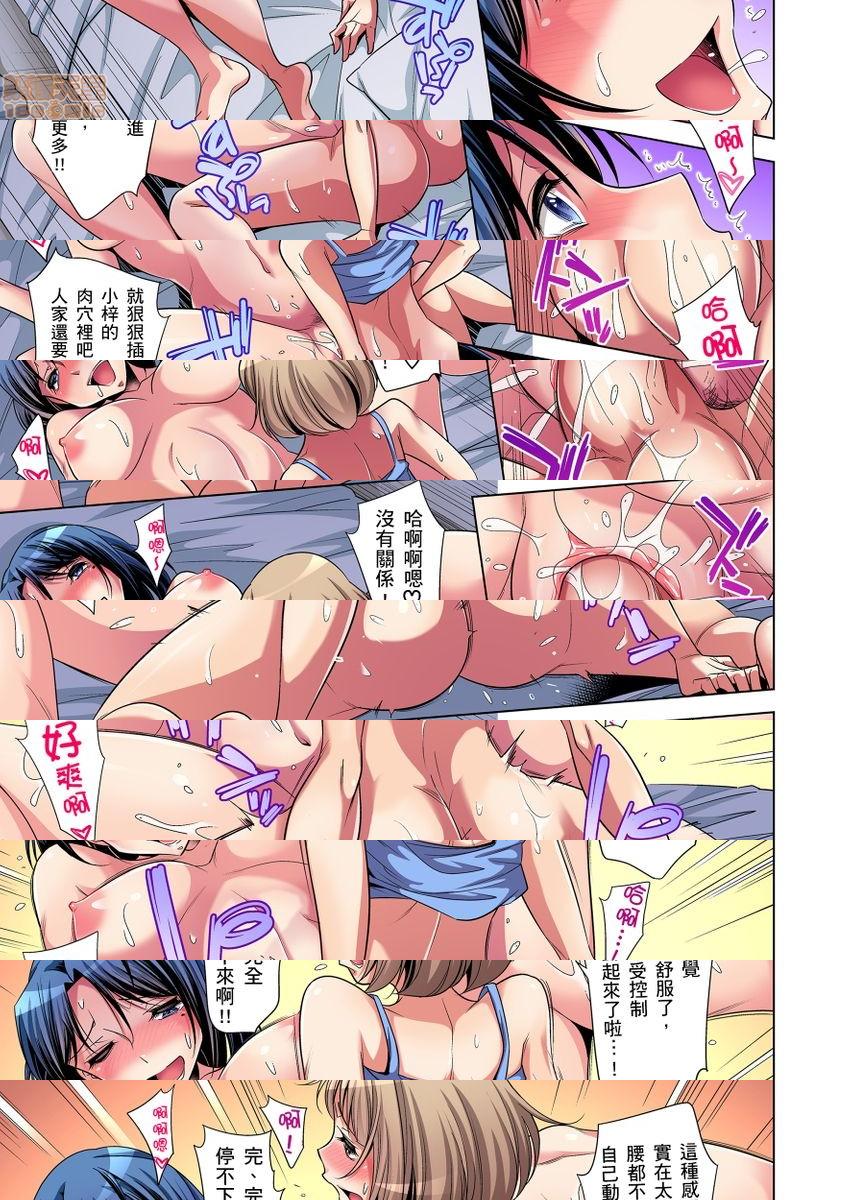 進
，
更多!!
啊～
就狠狠插
小梓的
肉穴裡吧
人家還要
哈啊
啊
啊嗯～
哈啊啊嗯
沒有關係！
好爽啊
哈啊…
覺
舒服了，
受控制
起來了啦…！
完全
來啊!!
這種感
實在太
腰都不
自己動
啊！
啊啊嗯
完、完
停不下